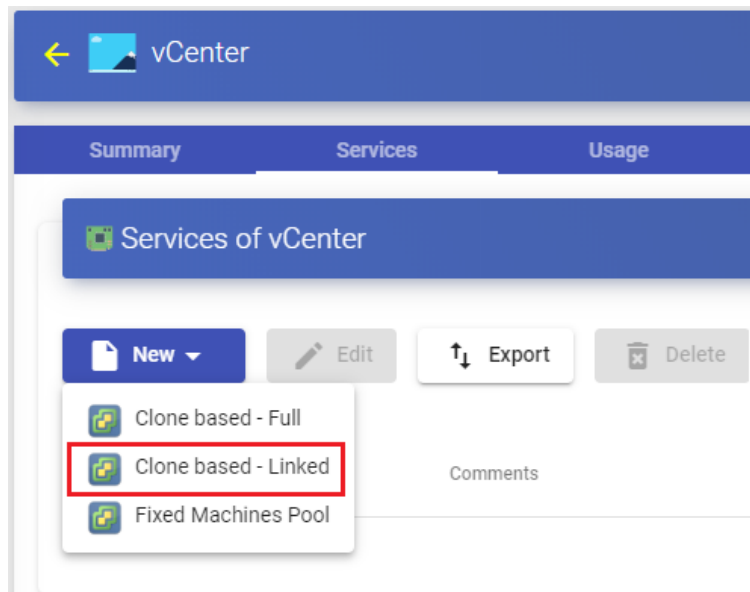 vCenter
Summary Services Usage
Services of vCenter
New Edit Export Delete
Clone based - Full
Clone based - Linked
Comments
Fixed Machines Pool